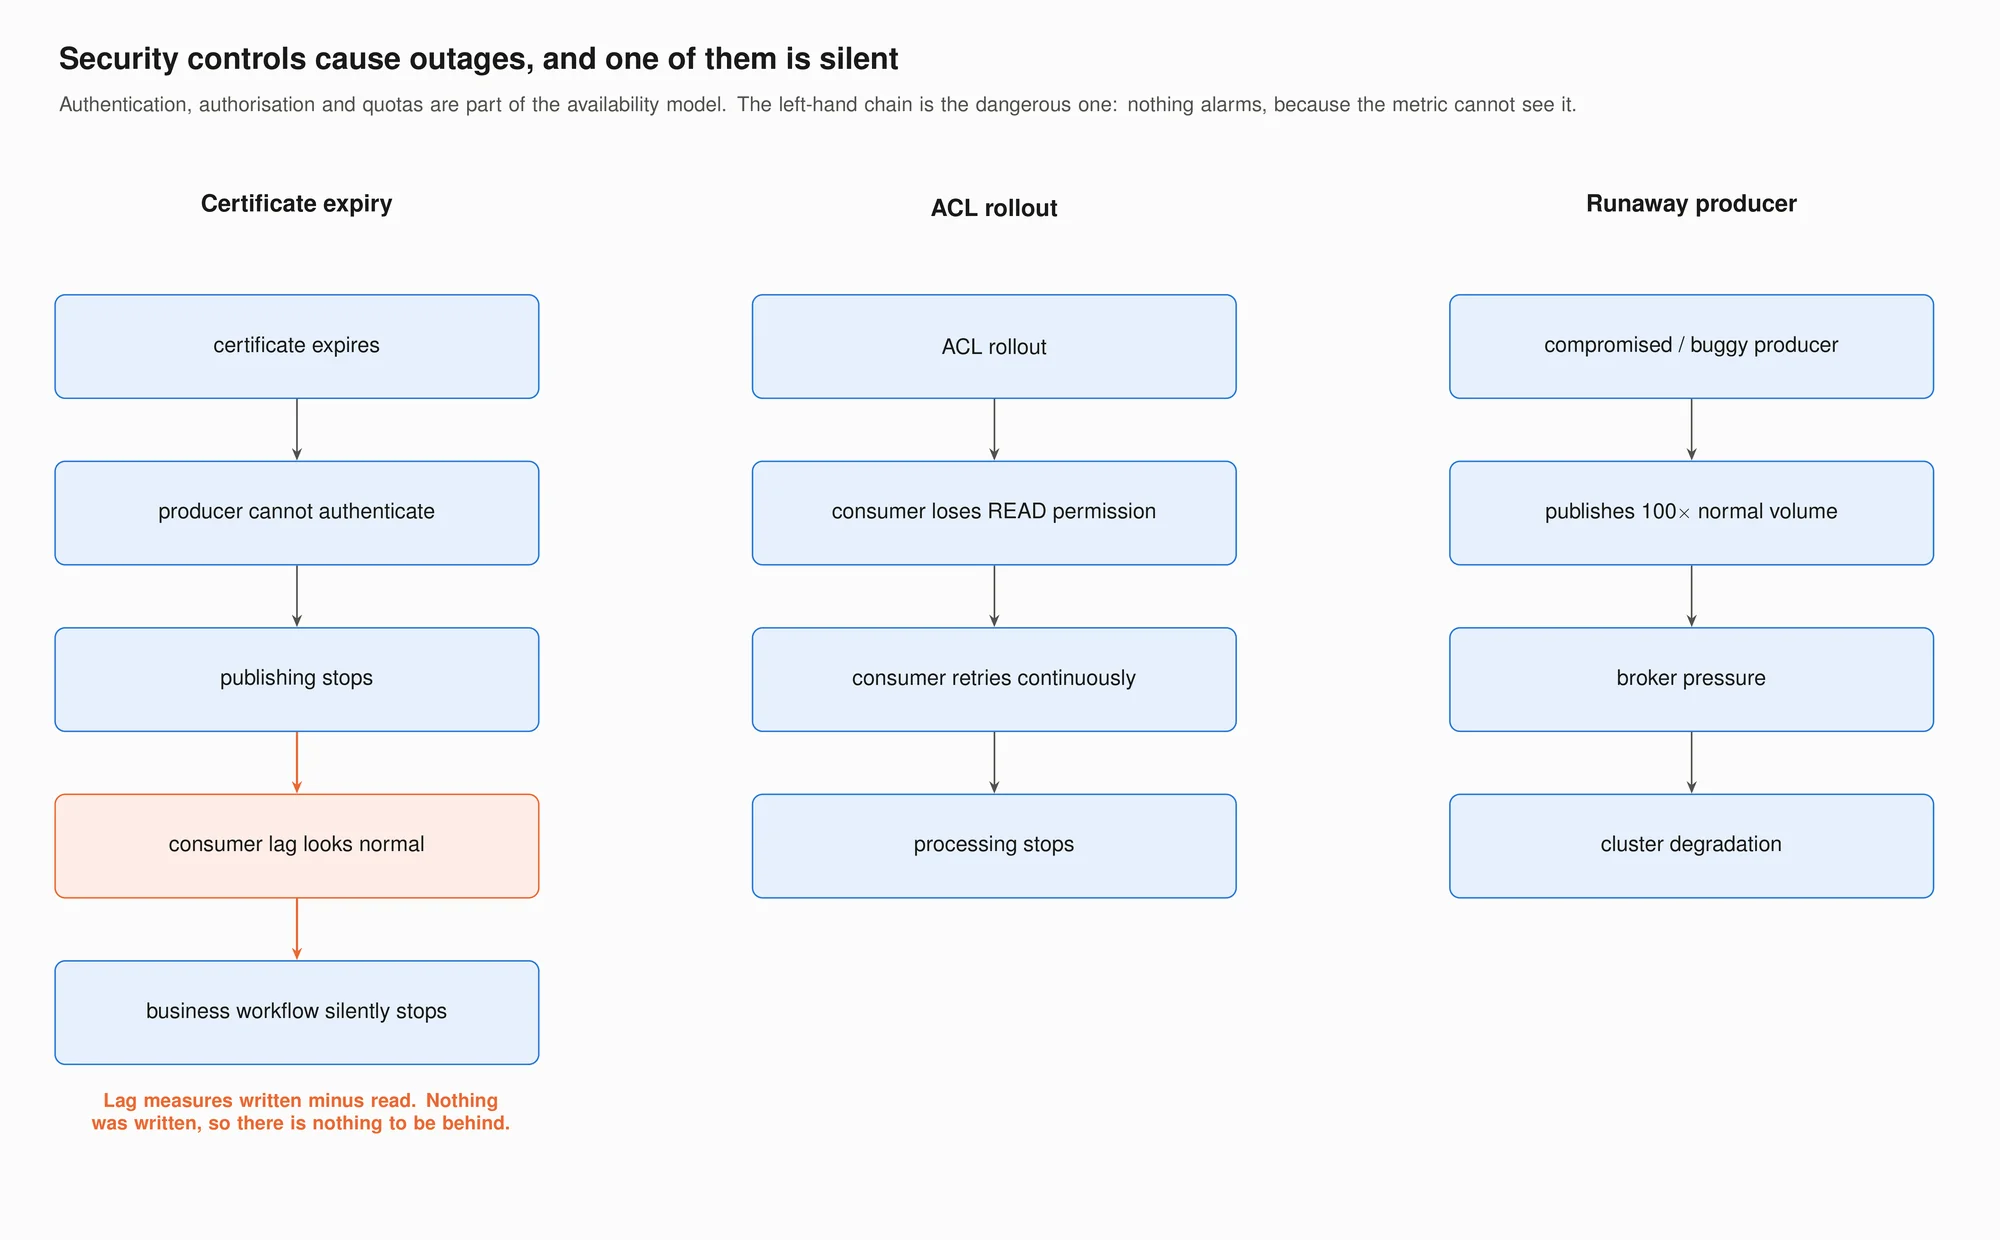 Security controls cause outages, and one of them is silent
Authentication, authorisation and quotas are part of the availability model. The left-hand chain is the dangerous one: nothing alarms, because the metric cannot see it.
Certificate expiry
certificate expires
producer cannot authenticate
publishing stops
consumer lag looks normal
business workflow silently stops
Lag measures written minus read. Nothing
was written, so there is nothing to be behind.
ACL rollout
ACL rollout
consumer loses READ permission
consumer retries continuously
processing stops
Runaway producer
compromised / buggy producer
publishes 100× normal volume
broker pressure
cluster degradation